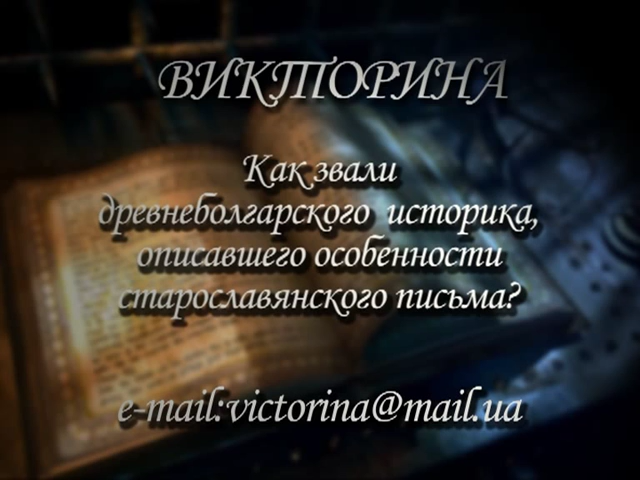 ВИКТОРИНА
Как звали
древнеболгарского историка,
описавшего особенности
старославянского письма?
e-mail:victorina@mail.ua